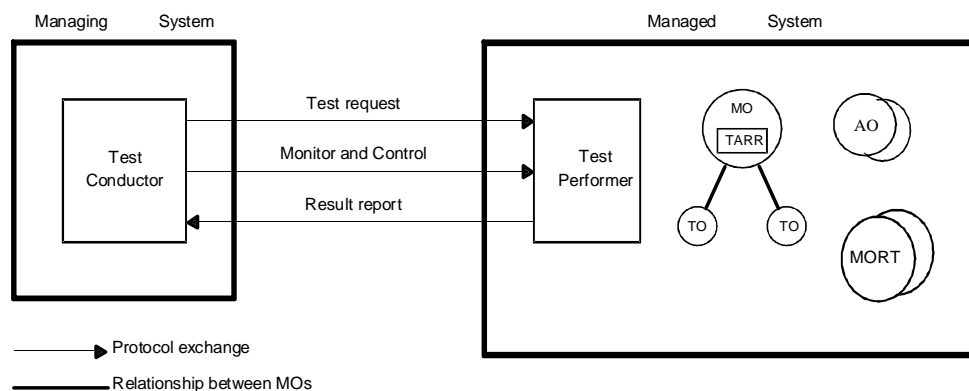 Managing System
Managed System
Test request
Monitor and Control
Result report
Test
Conductor
Test
Performer
MO
TARR
TO
TO
AO
MORT
Protocol exchange
Relationship between MOs